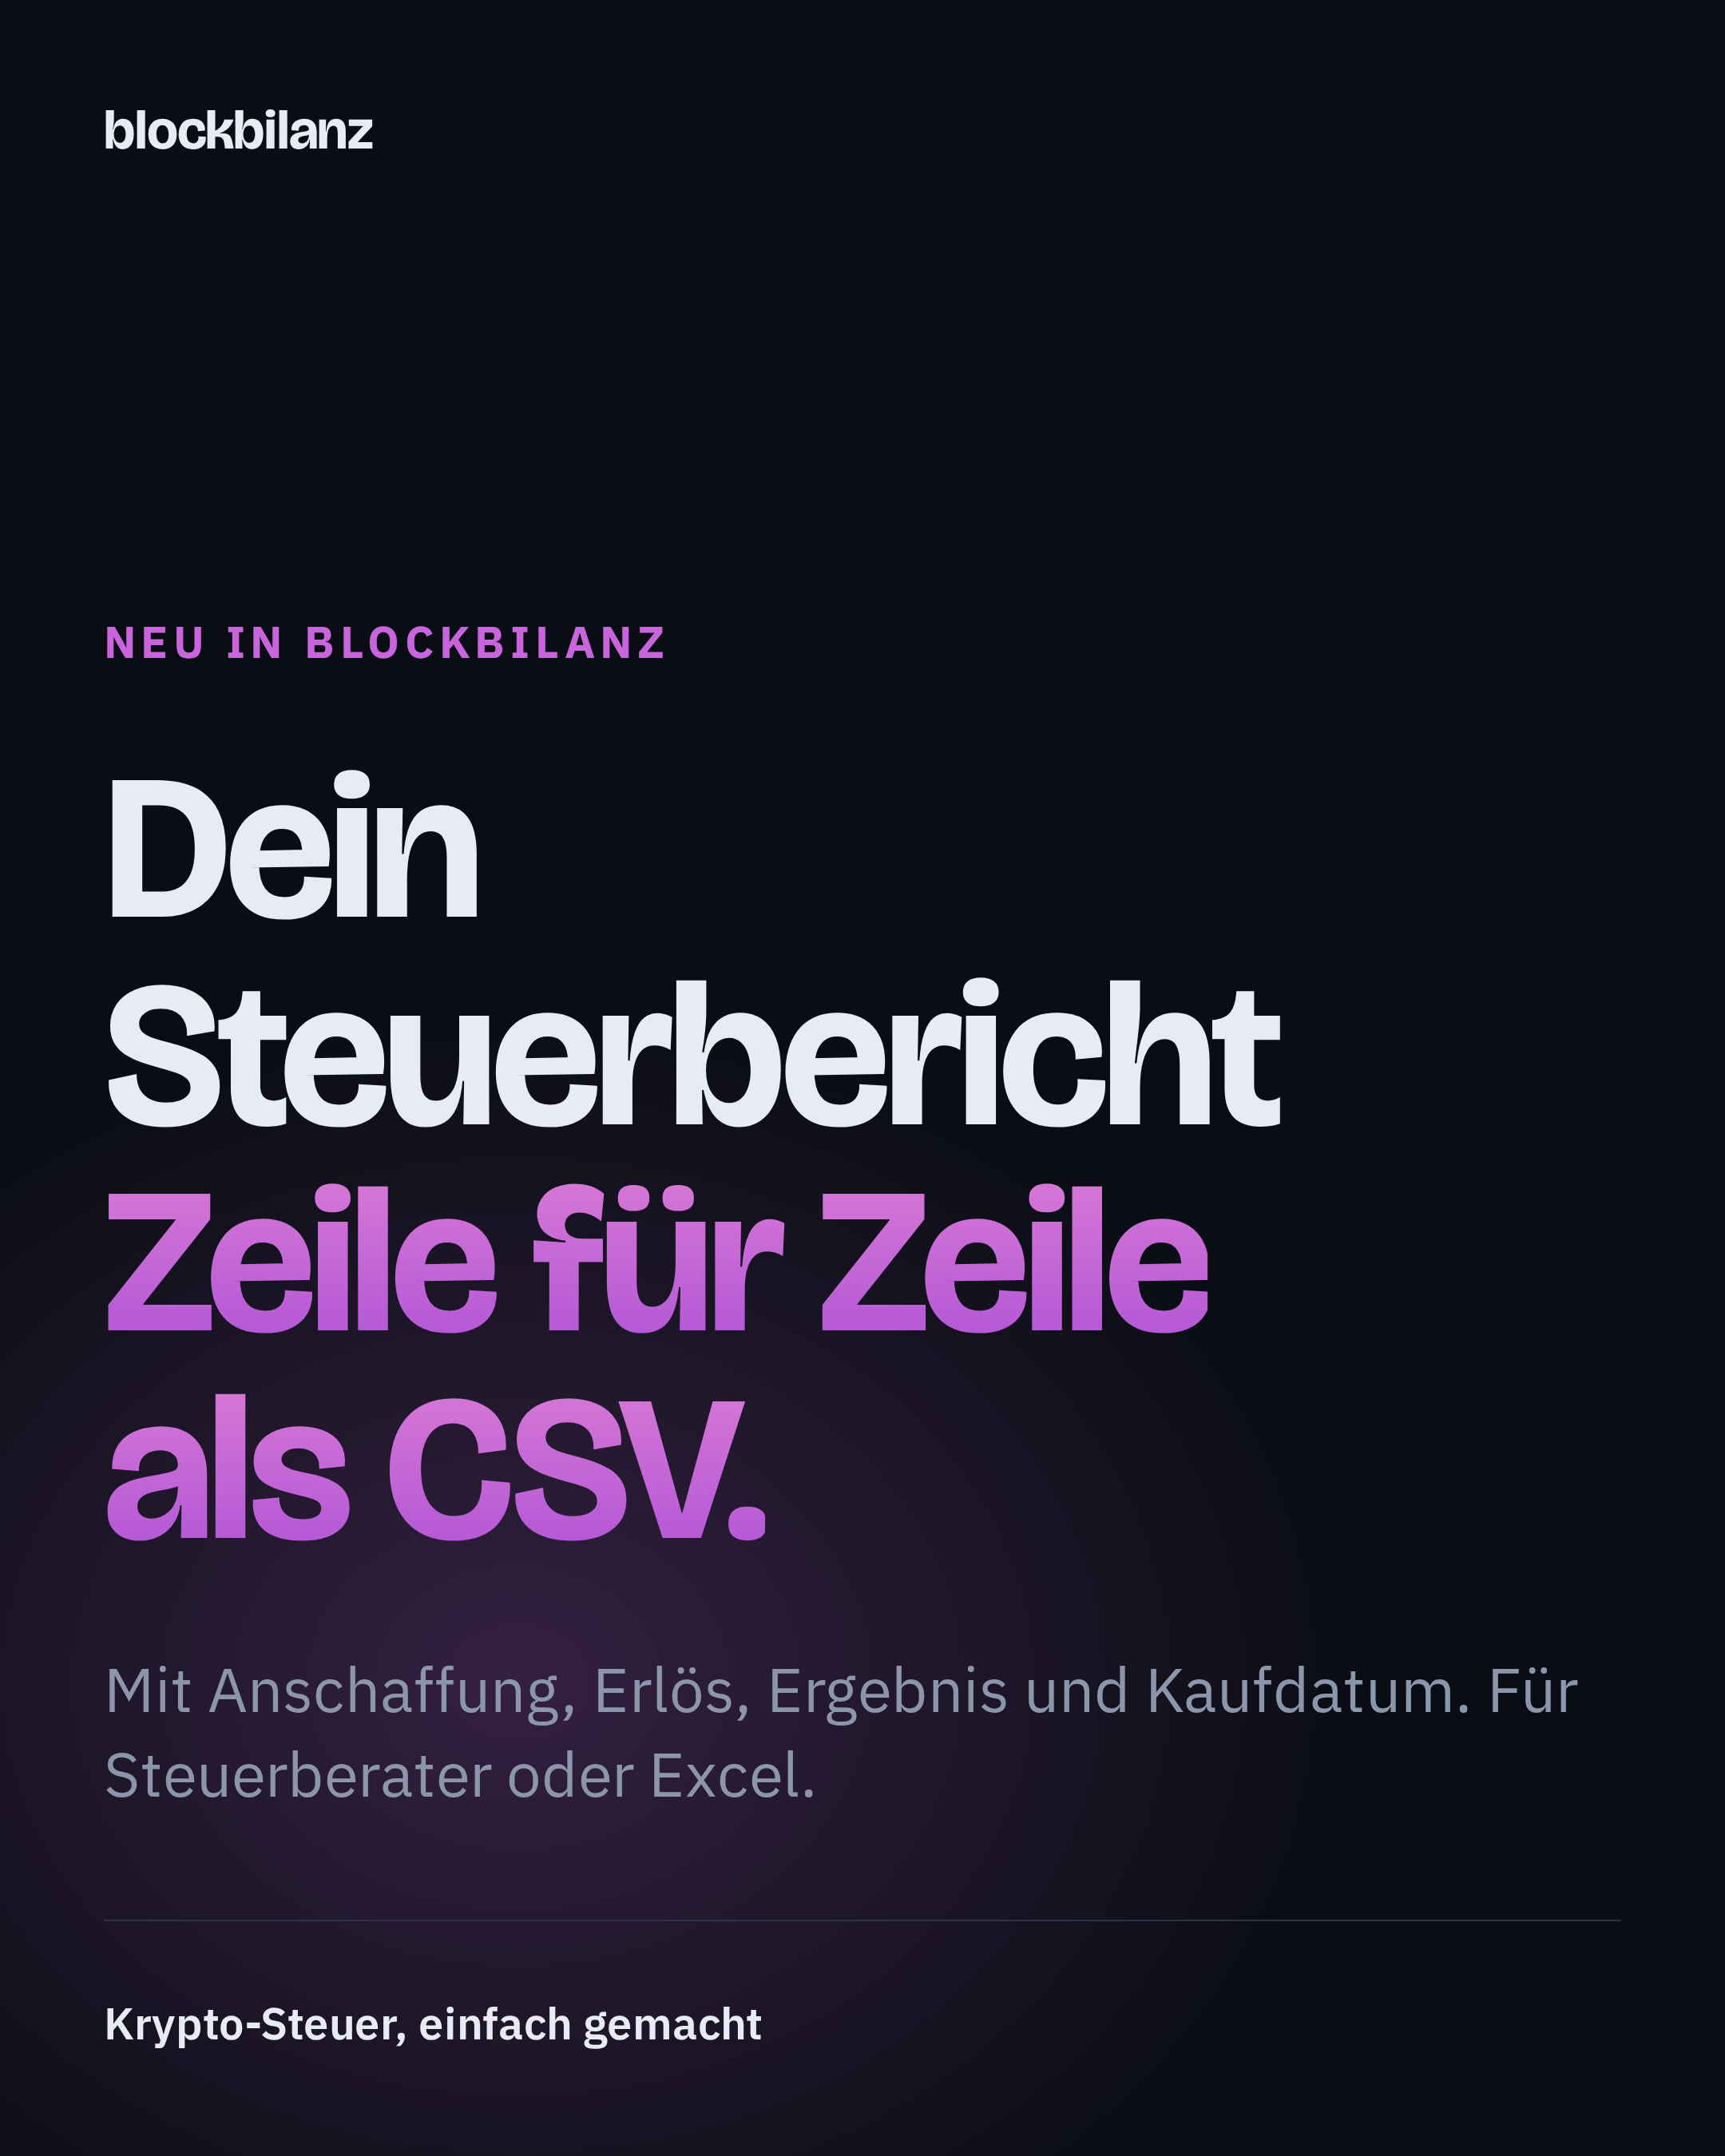 blockbilanz
NEU IN BLOCKBILANZ
Dein
Steuerbericht
Zeile für Zeile
als CSV.
Mit Anschaffung, Erlös, Ergebnis und Kaufdatum. Für
Steuerberater oder Excel.
Krypto-Steuer, einfach gemacht